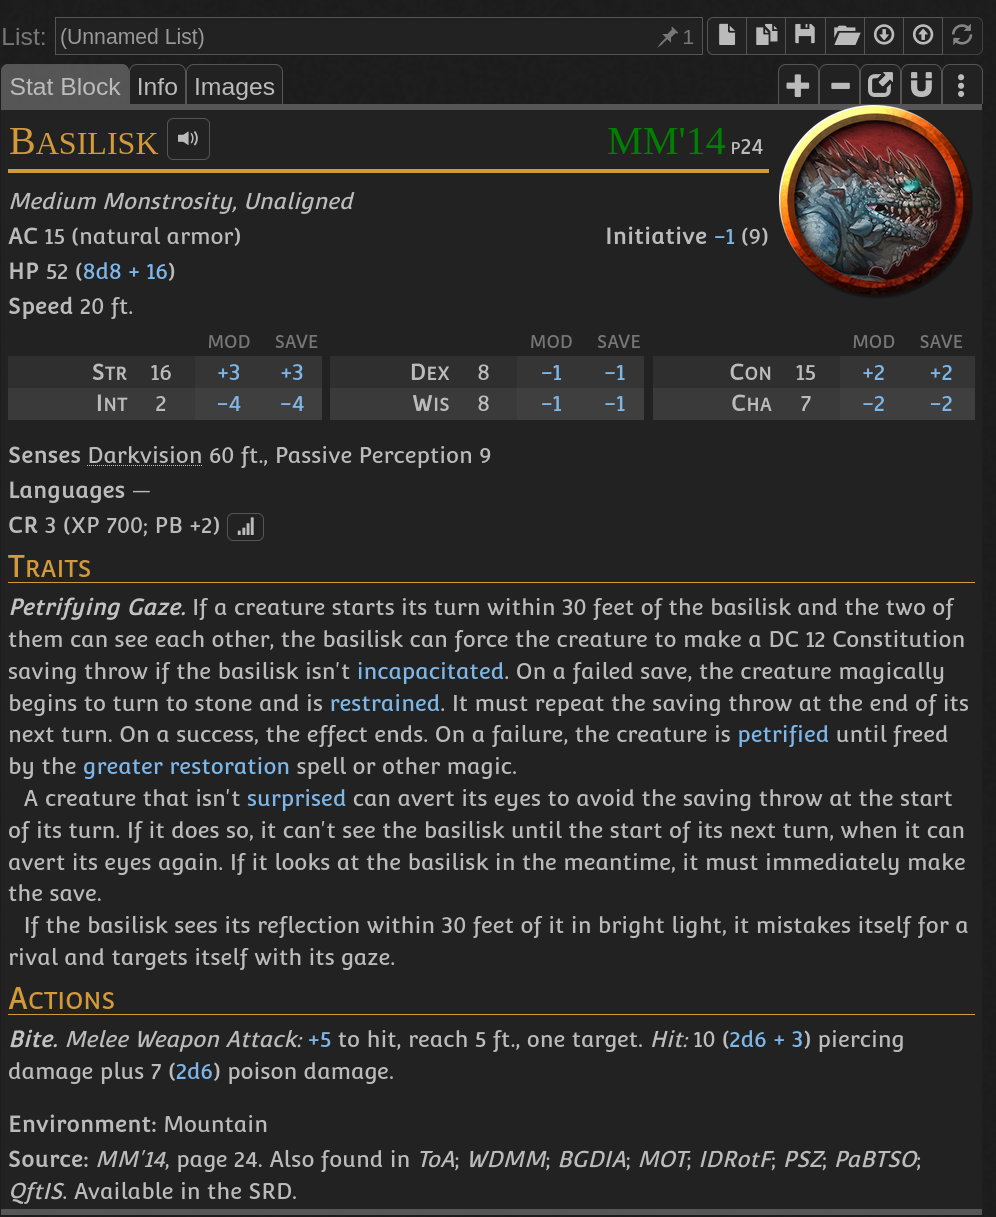 List: (Unnamed List) 1
Stat Block Info Images
Basilisk MM'14 p24
Medium Monstrosity, Unaligned
AC 15 (natural armor) Initiative −1 (9)
HP 52 (8d8 + 16)
Speed 20 ft.
MOD SAVE MOD SAVE MOD SAVE
Str 16 +3 +3 Dex 8 −1 −1 Con 15 +2 +2
Int 2 −4 −4 Wis 8 −1 −1 Cha 7 −2 −2
Senses Darkvision 60 ft., Passive Perception 9
Languages —
CR 3 (XP 700; PB +2)
Traits
Petrifying Gaze. If a creature starts its turn within 30 feet of the basilisk and the two of
them can see each other, the basilisk can force the creature to make a DC 12 Constitution
saving throw if the basilisk isn't incapacitated. On a failed save, the creature magically
begins to turn to stone and is restrained. It must repeat the saving throw at the end of its
next turn. On a success, the effect ends. On a failure, the creature is petrified until freed
by the greater restoration spell or other magic.
A creature that isn't surprised can avert its eyes to avoid the saving throw at the start
of its turn. If it does so, it can't see the basilisk until the start of its next turn, when it can
avert its eyes again. If it looks at the basilisk in the meantime, it must immediately make
the save.
If the basilisk sees its reflection within 30 feet of it in bright light, it mistakes itself for a
rival and targets itself with its gaze.
Actions
Bite. Melee Weapon Attack: +5 to hit, reach 5 ft., one target. Hit: 10 (2d6 + 3) piercing
damage plus 7 (2d6) poison damage.
Environment: Mountain
Source: MM'14, page 24. Also found in ToA; WDMM; BGDIA; MOT; IDRotF; PSZ; PaBTSO;
QftIS. Available in the SRD.